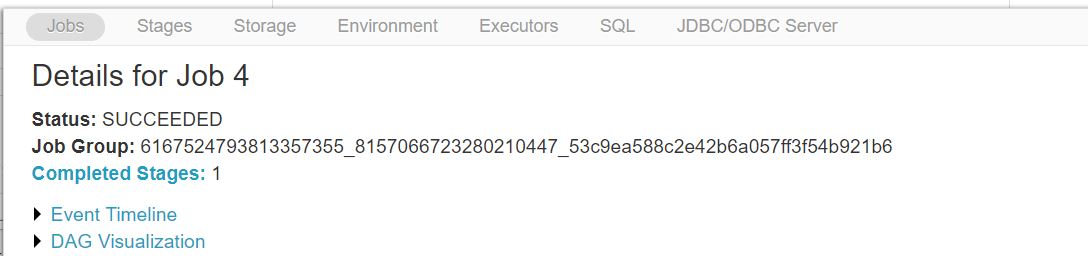 Jobs Stages Storage Environment Executors SQL JDBC/ODBC Server
Details for Job 4
Status: SUCCEEDED
Job Group: 6167524793813357355_8157066723280210447_53c9ea588c2e42b6a057ff3f54b921b6
Completed Stages: 1
Event Timeline
DAG Visualization